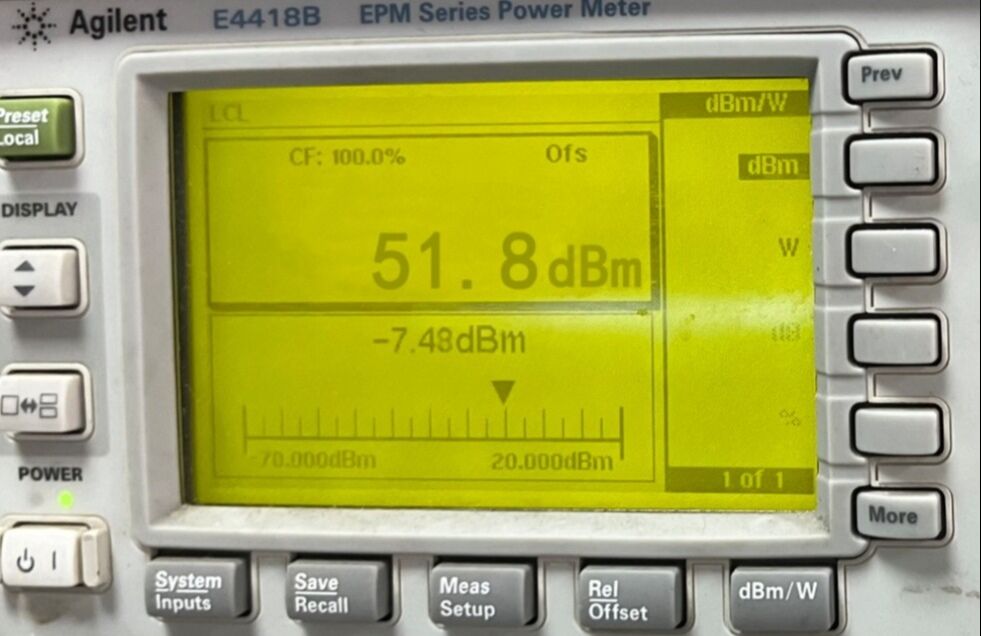 Agilent E4418B EPM Series Power Meter
Prev
Preset
Local
LCL
dBm/W
CF: 100.0% Ofs
dBm
51.8dBm
W
DISPLAY
-7.48dBm
dB
%
-70.000dBm 20.000dBm
1 of 1
POWER
More
System
Inputs
Save
Recall
Meas
Setup
Rel
Offset
dBm/W